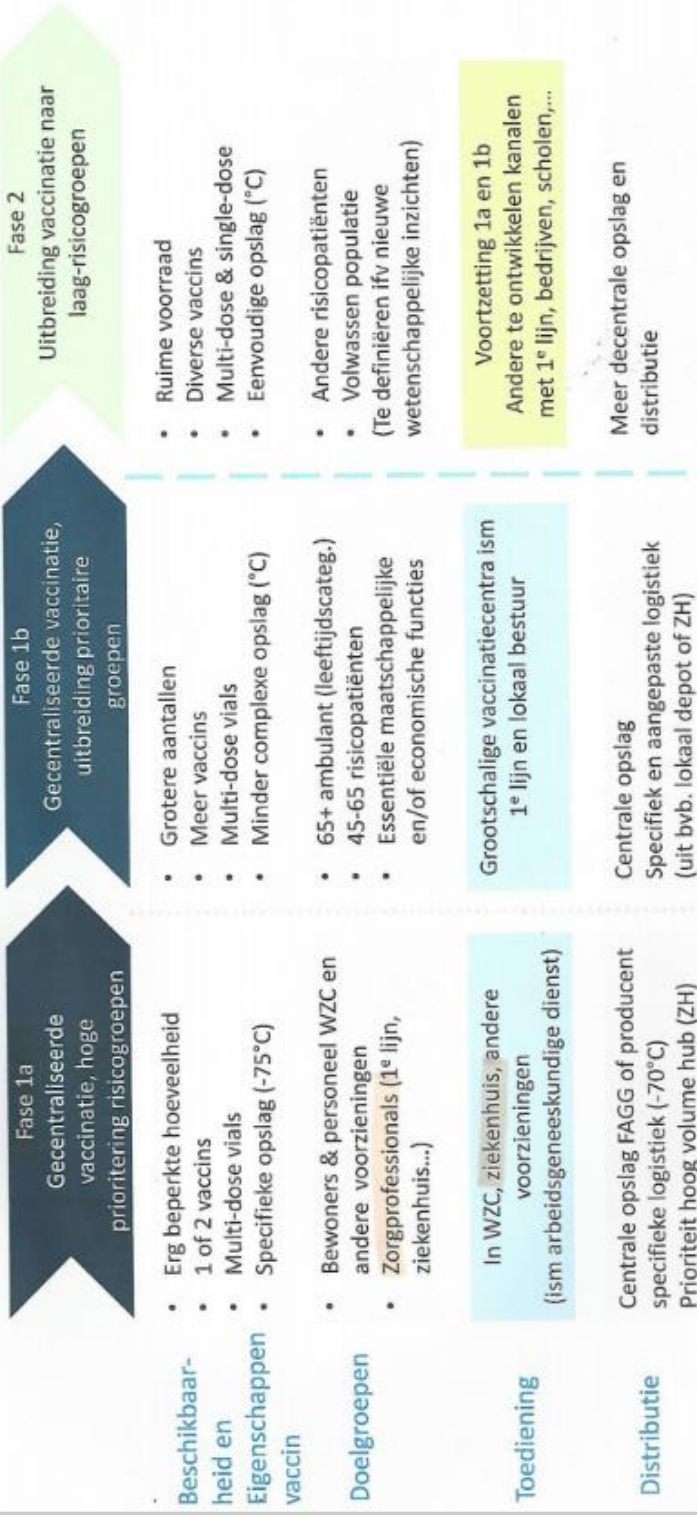 Fase 1a
Gecentraliseerde
vaccinatie, hoge
prioritering risicogroepen
Fase 1b
Gecentraliseerde vaccinatie,
uitbreiding prioritaire
groepen
Fase 2
Uitbreiding vaccinatie naar
laag-risicogroepen
Beschikbaar-
heid en
Eigenschappen
vaccin
• Erg beperkte hoeveelheid
• 1 of 2 vaccins
• Multi-dose vials
• Specifieke opslag (-75°C)
• Grotere aantallen
• Meer vaccins
• Multi-dose vials
• Minder complexe opslag (°C)
• Ruime voorraad
• Diverse vaccins
• Multi-dose & single-dose
• Eenvoudige opslag (°C)
Doelgroepen
• Bewoners & personeel WZC en
andere voorzieningen
• Zorgprofessionals (1e lijn,
ziekenhuis...)
• 65+ ambulant (leeftijdscateg.)
• 45-65 risicopatiënten
• Essentiële maatschappelijke
en/of economische functies
• Andere risicopatiënten
• Volwassen populatie
(Te definiëren ifv nieuwe
wetenschappelijke inzichten)
Toediening
In WZC, ziekenhuis, andere
voorzieningen
(ism arbeidsgeneeskundige dienst)
Grootschalige vaccinatiecentra ism
1e lijn en lokaal bestuur
Voortzetting 1a en 1b
Andere te ontwikkelen kanalen
met 1e lijn, bedrijven, scholen,...
Distributie
Centrale opslag FAGG of producent
specifieke logistiek (-70°C)
Prioriteit hoog volume hub (ZH)
Centrale opslag
Specifiek en aangepaste logistiek
(uit bvb. lokaal depot of ZH)
Meer decentrale opslag en
distributie